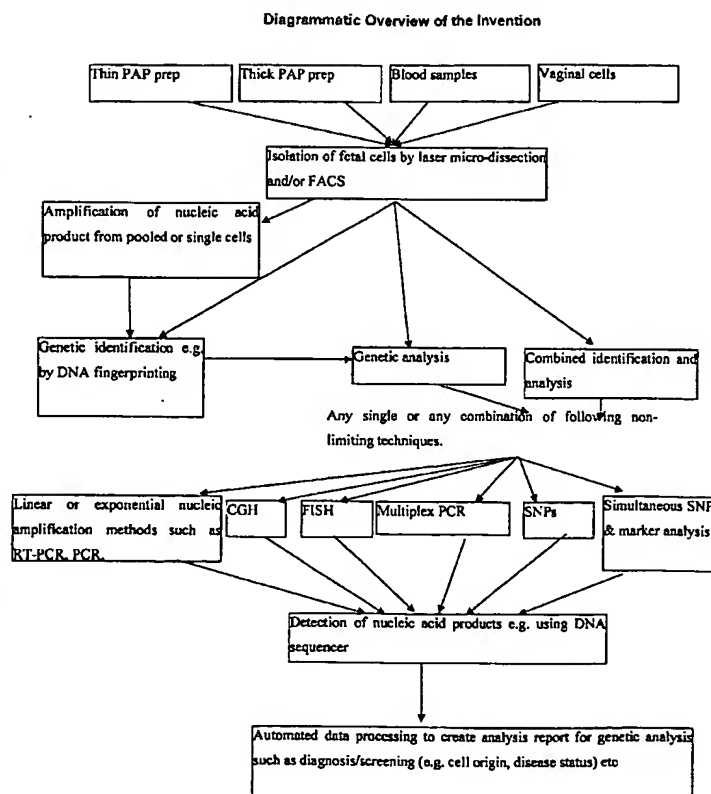 Diagrammatic Overview of the Invention
Thin PAP prep
Thick PAP prep
Blood samples
Vaginal cells
Isolation of fetal cells by laser micro-dissection
and/or FACS
Amplification of nucleic acid
product from pooled or single cells
Genetic identification e.g.
by DNA fingerprinting
Genetic analysis
Combined identification and
analysis
Any single or any combination of following non-
limiting techniques.
Linear or exponential nucleic
amplification methods such as
RT-PCR, PCR.
CGH
FISH
Multiplex PCR
SNPs
Simultaneous SNP
& marker analysis
Detection of nucleic acid products e.g. using DNA
sequencer
Automated data processing to create analysis report for genetic analysis
such as diagnosis/screening (e.g. cell origin, disease status) etc